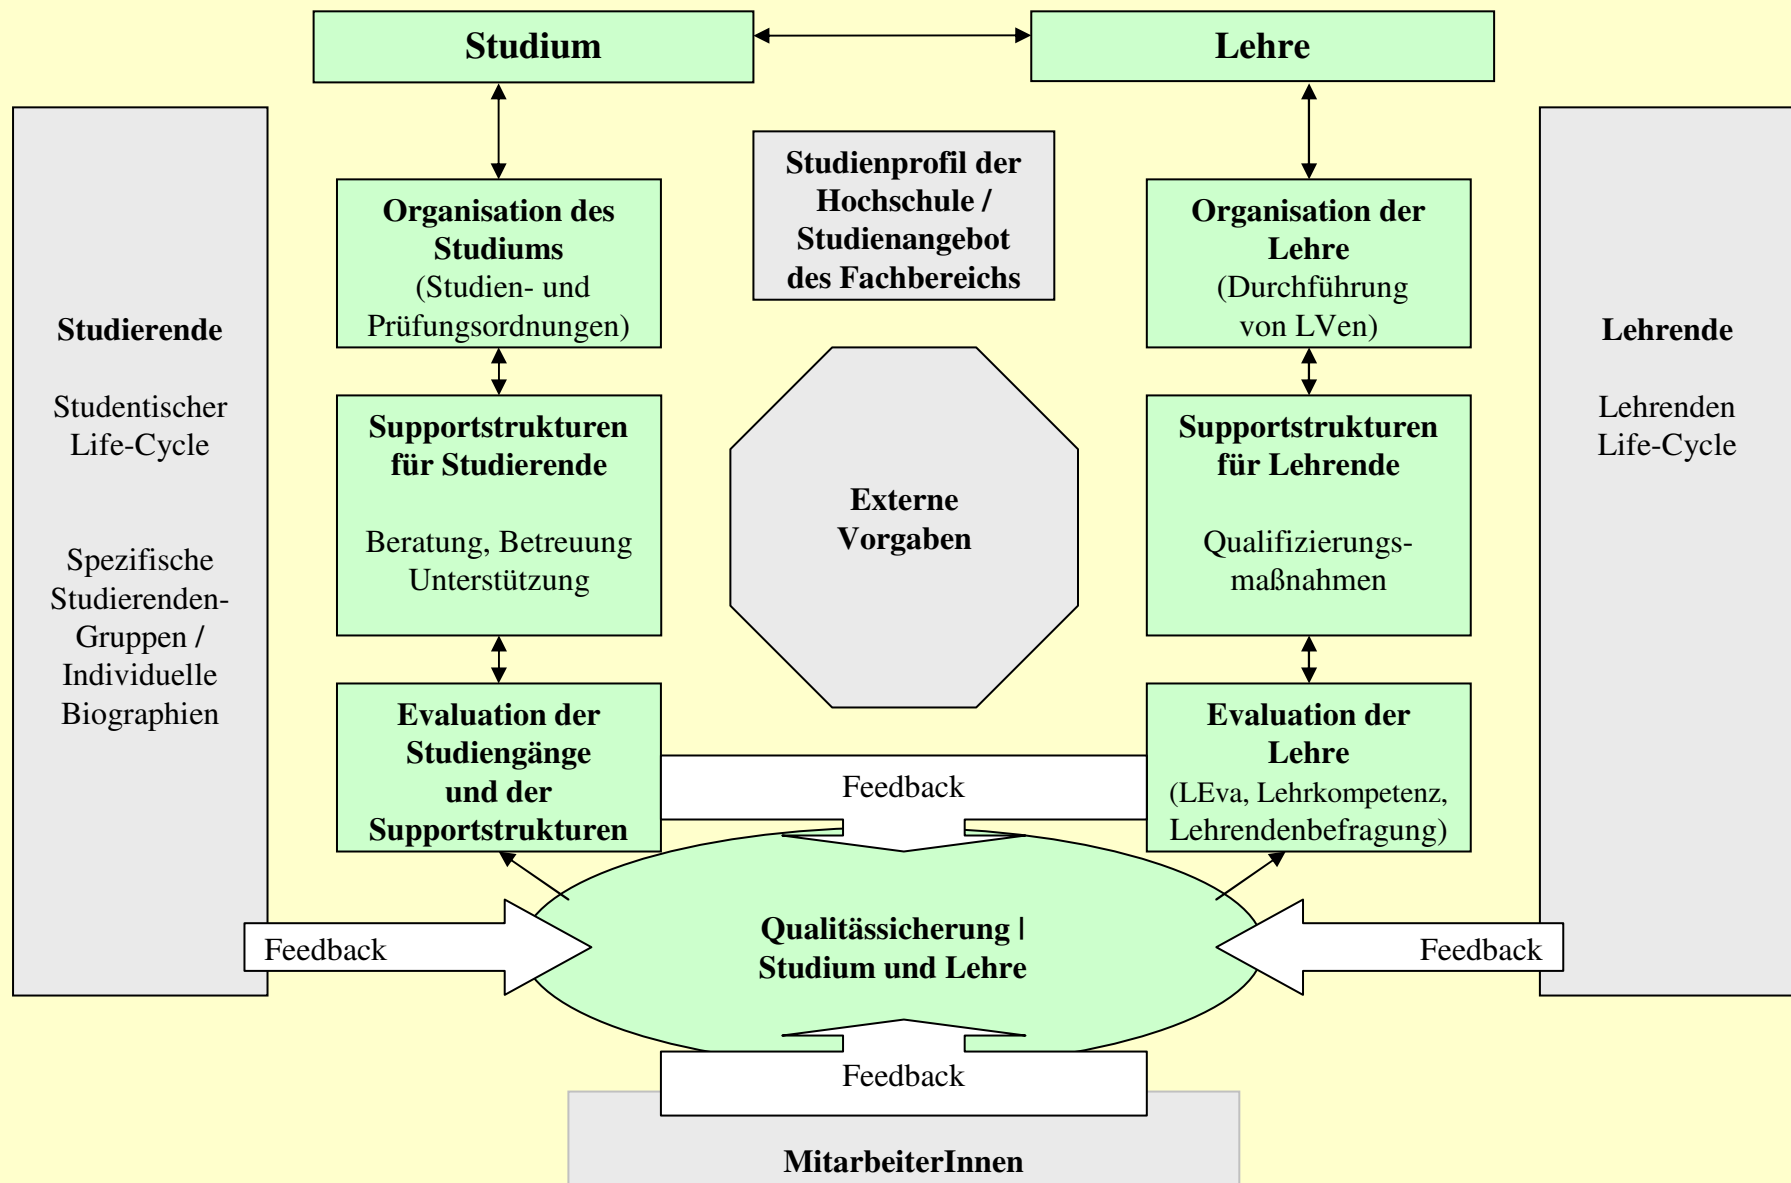 Studium
Lehre
Studierende
Studentischer
Life-Cycle
Spezifische
Studierenden-
Gruppen /
Individuelle
Biographien
Organisation des
Studiums
(Studien- und
Prüfungsordnungen)
Supportstrukturen
für Studierende
Beratung, Betreuung
Unterstützung
Evaluation der
Studiengänge
und der
Supportstrukturen
Studienprofil der
Hochschule /
Studienangebot
des Fachbereichs
Externe
Vorgaben
Organisation der
Lehre
(Durchführung
von LVen)
Supportstrukturen
für Lehrende
Qualifizierungs-
maßnahmen
Evaluation der
Lehre
(LEva, Lehrkompetenz,
Lehrendenbefragung)
Lehrende
Lehrenden
Life-Cycle
Feedback
Feedback
Qualitässicherung |
Studium und Lehre
Feedback
Feedback
MitarbeiterInnen